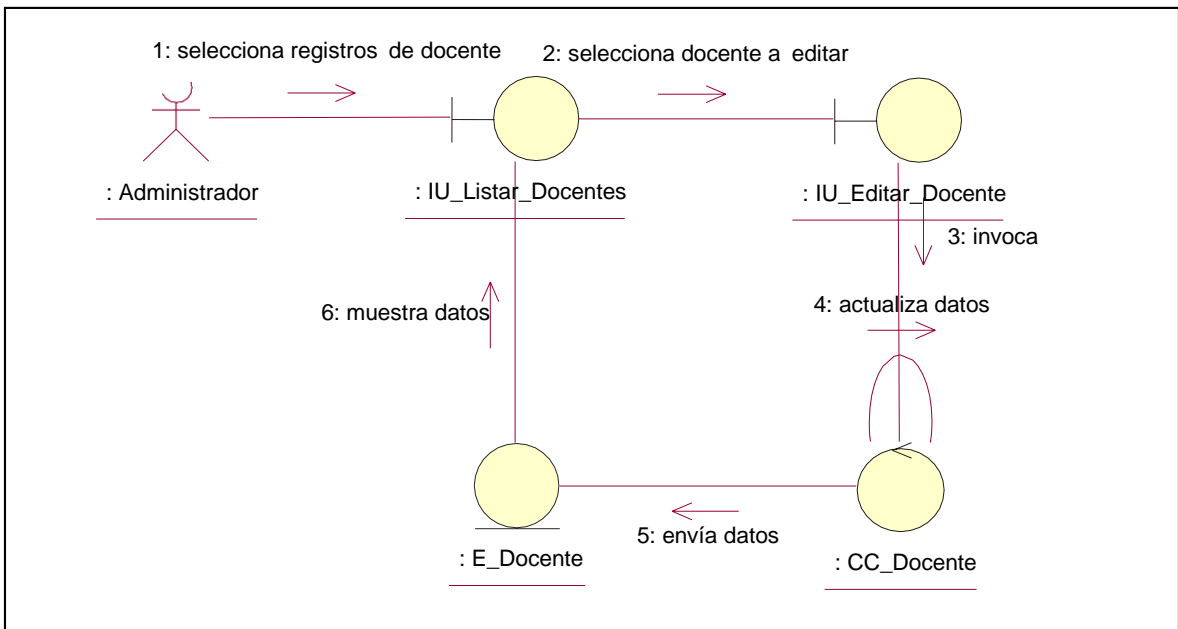 1: selecciona registros de docente
2: selecciona docente a editar
: Administrador
: IU_Listar_Docentes
: IU_Editar_Docente
3: invoca
4: actualiza datos
6: muestra datos
5: envía datos
: E_Docente
: CC_Docente